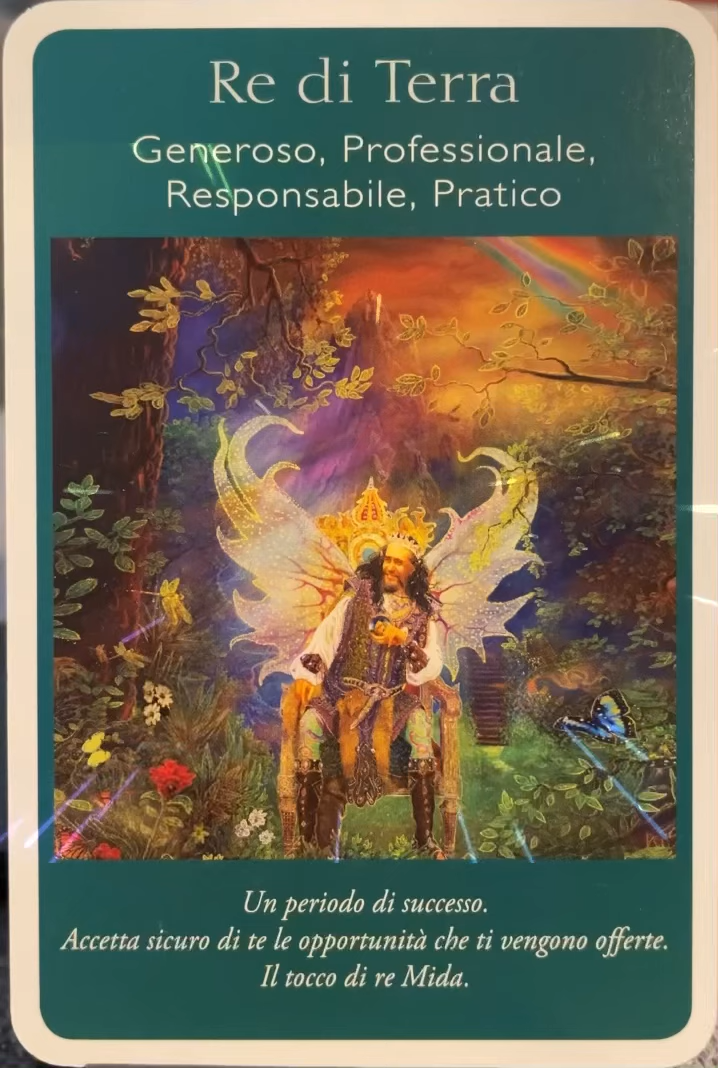 Re di Terra
Generoso, Professionale,
Responsabile, Pratico
Un periodo di successo.
Accetta sicuro di te le opportunità che ti vengono offerte.
Il tocco di re Mida.